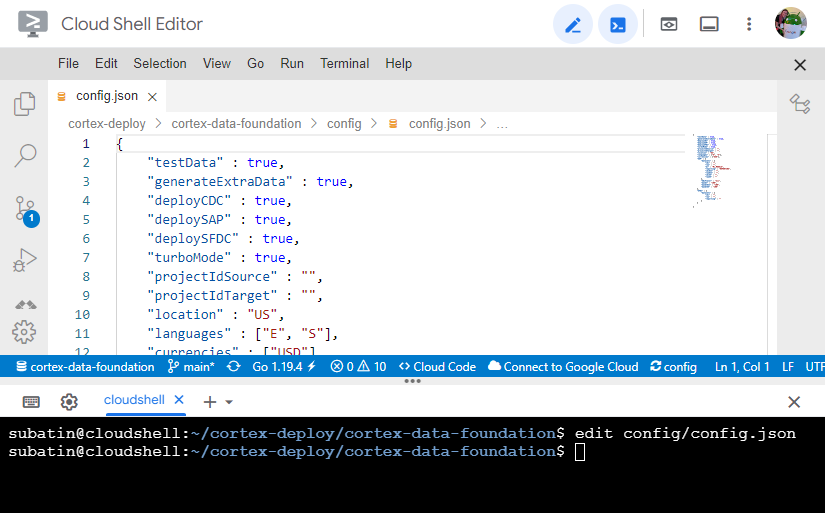 Cloud Shell Editor
File Edit Selection View Go Run Terminal Help
config.json
cortex-deploy > cortex-data-foundation > config > config.json > ...
1 {
2 "testData" : true,
3 "generateExtraData" : true,
4 "deployCDC" : true,
5 "deploySAP" : true,
6 "deploySFDC" : true,
7 "turboMode" : true,
8 "projectIdSource" : "",
9 "projectIdTarget" : "",
10 "location" : "US",
11 "languages" : ["E", "S"],
12 "currencies" : ["USD"]
1
cortex-data-foundation main* Go 1.19.4 0 10 Cloud Code Connect to Google Cloud config Ln 1, Col 1 LF UTF
cloudshell
subatin@cloudshell:~/cortex-deploy/cortex-data-foundation$ edit config/config.json
subatin@cloudshell:~/cortex-deploy/cortex-data-foundation$